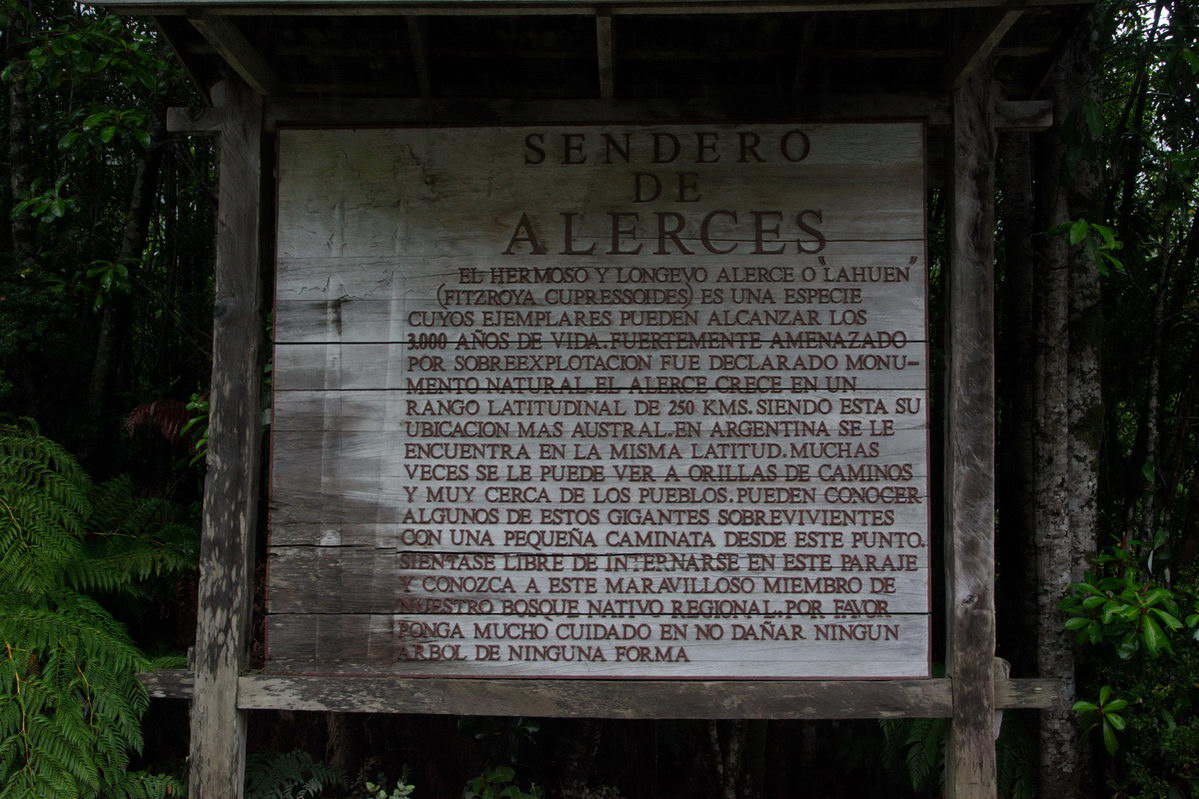 SENDERO
DE
ALERCES
EL HERMOSO Y LONGEVO ALERCE O "LAHUEN"
(FITZROYA CUPRESSOIDES) ES UNA ESPECIE
CUYOS EJEMPLARES PUEDEN ALCANZAR LOS
3.000 AÑOS DE VIDA. FUERTEMENTE AMENAZADO
POR SOBREEXPLOTACION FUE DECLARADO MONU-
MENTO NATURAL. EL ALERCE CRECE EN UN
RANGO LATITUDINAL DE 250 KMS. SIENDO ESTA SU
UBICACION MAS AUSTRAL. EN ARGENTINA SE LE
ENCUENTRA EN LA MISMA LATITUD. MUCHAS
VECES SE LE PUEDE VER A ORILLAS DE CAMINOS
Y MUY CERCA DE LOS PUEBLOS. PUEDEN CONOCER
ALGUNOS DE ESTOS GIGANTES SOBREVIVIENTES
CON UNA PEQUEÑA CAMINATA DESDE ESTE PUNTO.
SIENTASE LIBRE DE INTERNARSE EN ESTE PARAJE
Y CONOZCA A ESTE MARAVILLOSO MIEMBRO DE
NUESTRO BOSQUE NATIVO REGIONAL. POR FAVOR
PONGA MUCHO CUIDADO EN NO DAÑAR NINGUN
ARBOL DE NINGUNA FORMA